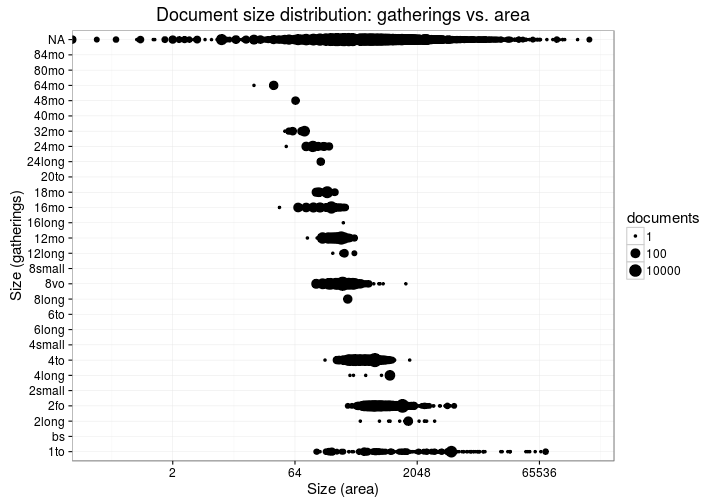 Document size distribution: gatherings vs. area
Size (gatherings)
NA
84mo
80mo
64mo
48mo
40mo
32mo
24mo
24long
20to
18mo
16mo
16long
12mo
12long
8small
8vo
8long
6to
6long
4small
4to
4long
2small
2fo
2long
bs
1to
2
64
2048
65536
Size (area)
documents
1
100
10000